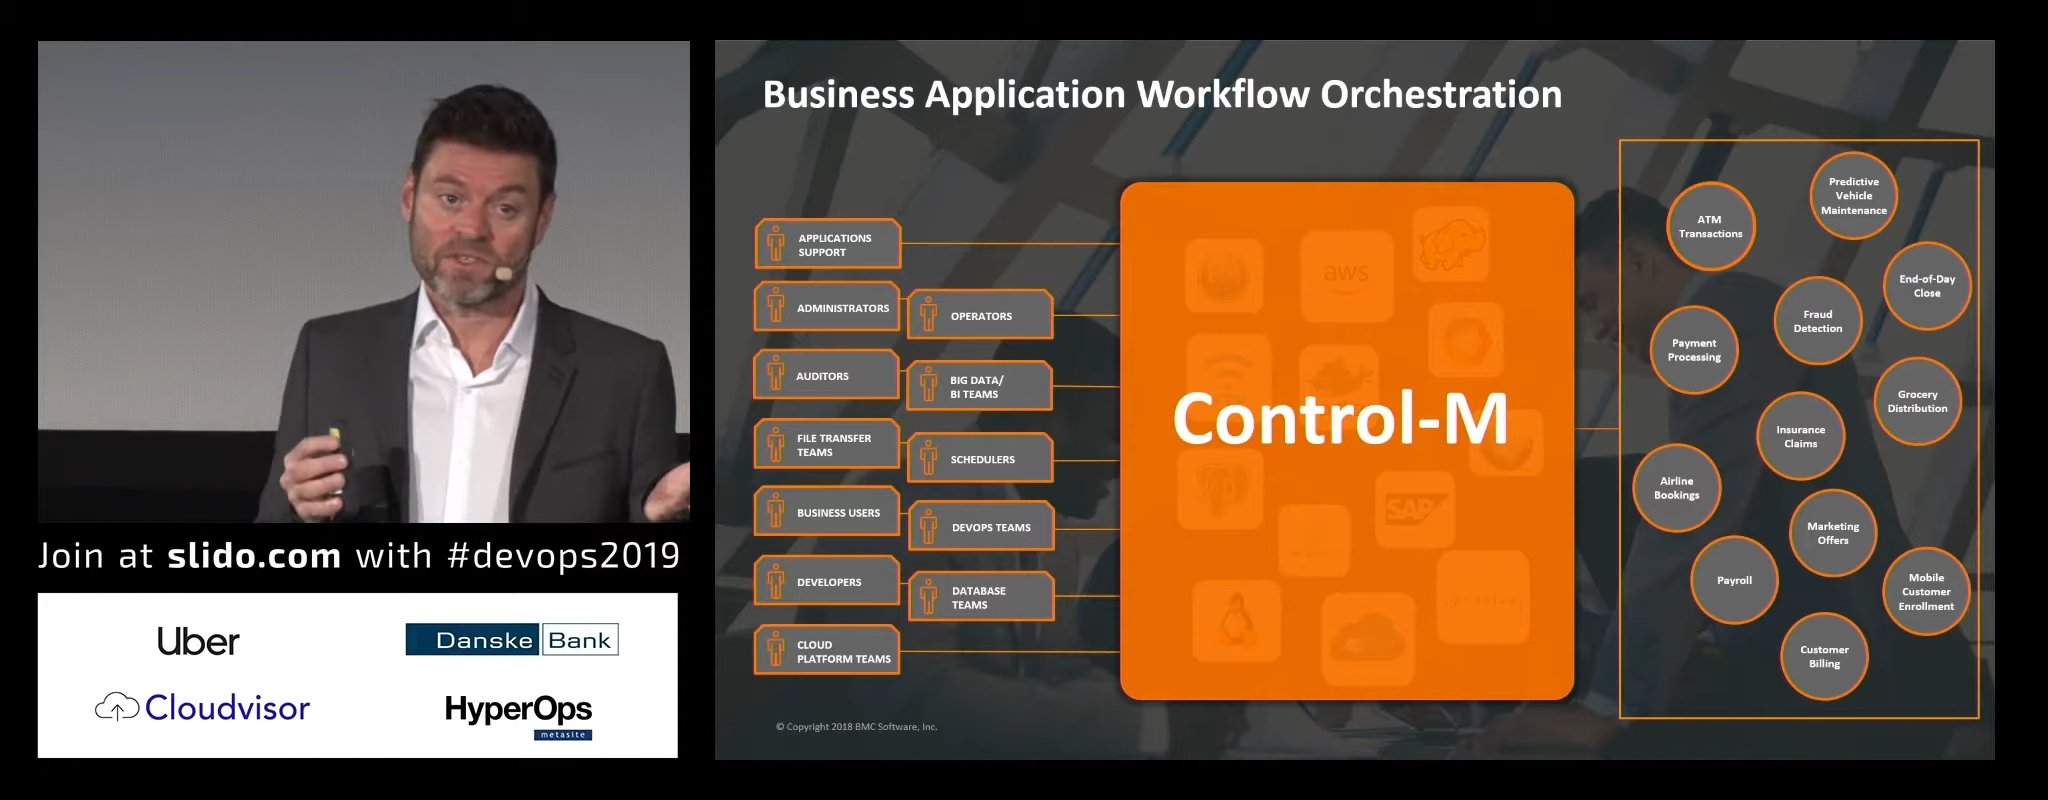 Business Application Workflow Orchestration
APPLICATIONS
SUPPORT
ADMINISTRATORS
OPERATORS
AUDITORS
BIG DATA/
BI TEAMS
FILE TRANSFER
TEAMS
SCHEDULERS
BUSINESS USERS
DEVOPS TEAMS
DEVELOPERS
DATABASE
TEAMS
CLOUD
PLATFORM TEAMS
aws
Control-M
SAP
ATM
Transactions
Predictive
Vehicle
Maintenance
End-of-Day
Close
Fraud
Detection
Payment
Processing
Grocery
Distribution
Insurance
Claims
Airline
Bookings
Marketing
Offers
Payroll
Mobile
Customer
Enrollment
Customer
Billing
© Copyright 2018 BMC Software, Inc.
Join at slido.com with #devops2019
Uber
Danske Bank
Cloudvisor
HyperOps
metasite